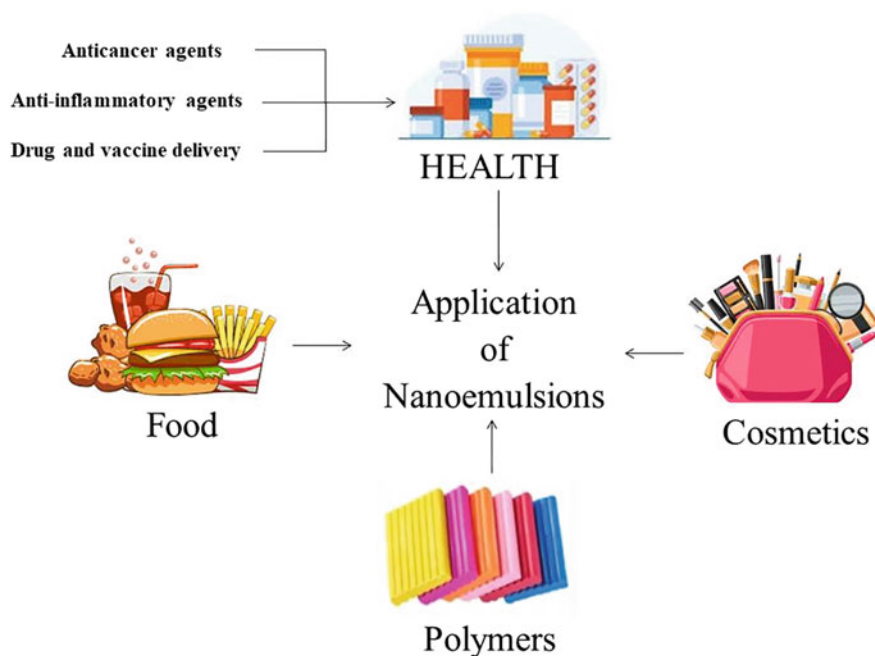 Anticancer agents
Anti-inflammatory agents
Drug and vaccine delivery
HEALTH
Application
of
Nanoemulsions
Food
Cosmetics
Polymers